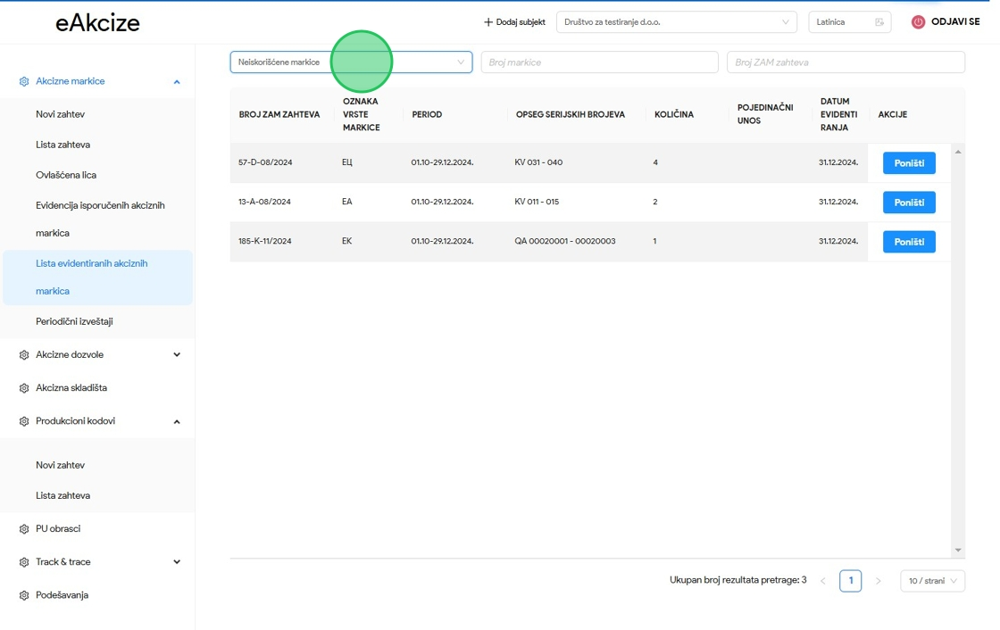 eAkcize
Dodaj subjekt
Društvo za testiranje d.o.o.
Latinica
ODJAVI SE
Akcizne markice
Novi zahtev
Lista zahteva
Ovlašćena lica
Evidencija isporučenih akciznih
markica
Lista evidentiranih akciznih
markica
Periodični izveštaji
Akcizne dozvole
Akcizna skladišta
Produkcioni kodovi
Novi zahtev
Lista zahteva
PU obrasci
Track & trace
Podešavanja
Neiskorišćene markice
Broj markice
Broj ZAM zahteva
BROJ ZAM ZAHTEVA
OZNAKA
VRSTE
MARKICE
PERIOD
OPSEG SERIJSKIH BROJEVA
KOLIČINA
POJEDINAČNI
UNOS
DATUM
EVIDENTI
RANJA
AKCIJE
57-D-08/2024 ЕЦ 01.10-29.12.2024. KV 031 - 040 4 31.12.2024. Poništi
13-A-08/2024 EA 01.10-29.12.2024. KV 011 - 015 2 31.12.2024. Poništi
185-K-11/2024 EK 01.10-29.12.2024. QA 00020001 - 00020003 1 31.12.2024. Poništi
Ukupan broj rezultata pretrage: 3 < 1 > 10 / strani